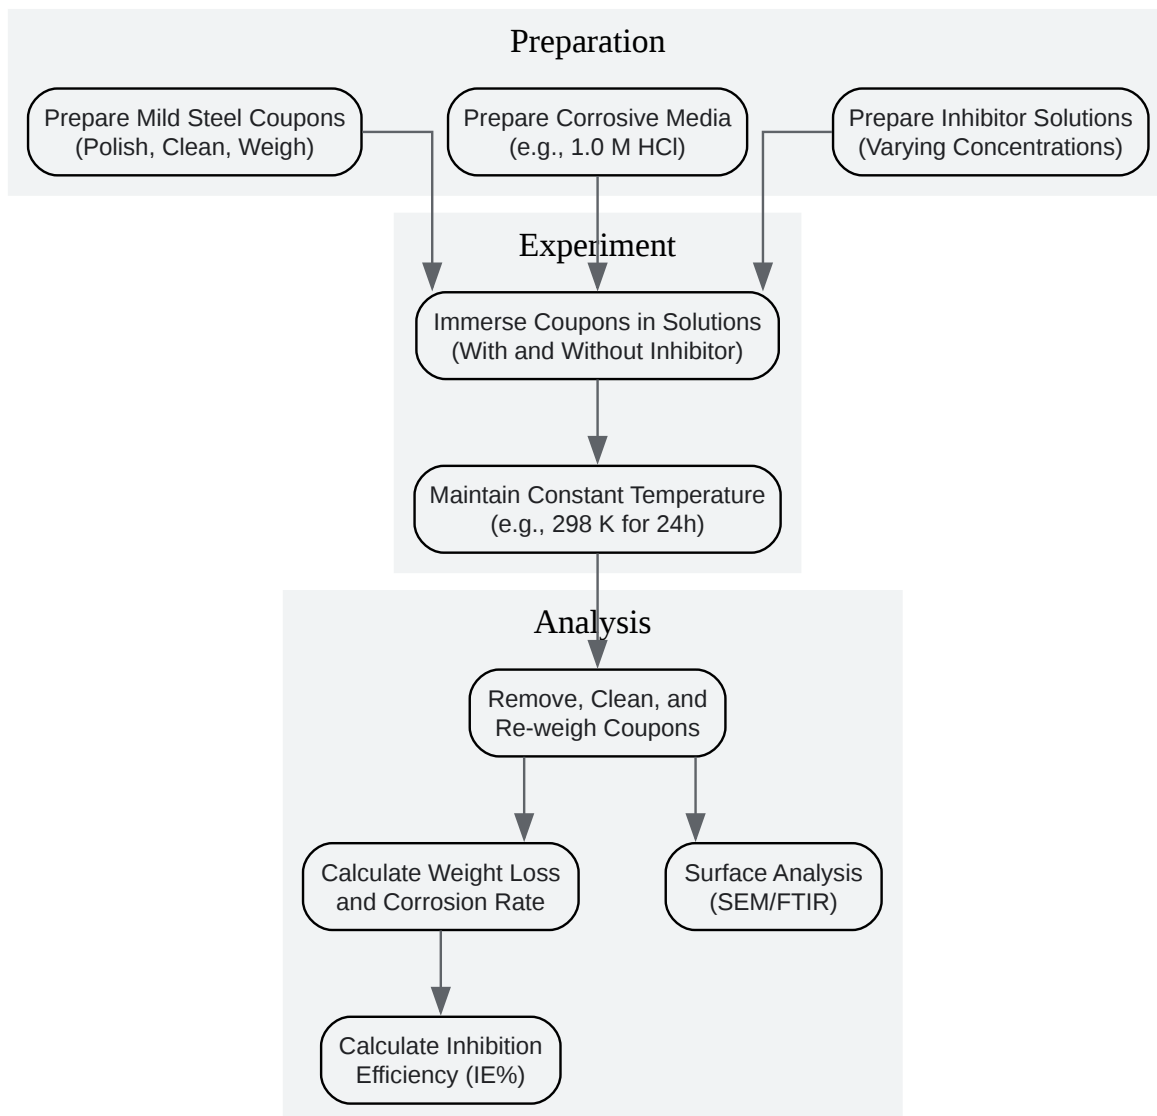 Preparation
Prepare Mild Steel Coupons
(Polish, Clean, Weigh)
Prepare Corrosive Media
(e.g., 1.0 M HCl)
Prepare Inhibitor Solutions
(Varying Concentrations)
Experiment
Immerse Coupons in Solutions
(With and Without Inhibitor)
Maintain Constant Temperature
(e.g., 298 K for 24h)
Analysis
Remove, Clean, and
Re-weigh Coupons
Calculate Weight Loss
and Corrosion Rate
Surface Analysis
(SEM/FTIR)
Calculate Inhibition
Efficiency (IE%)